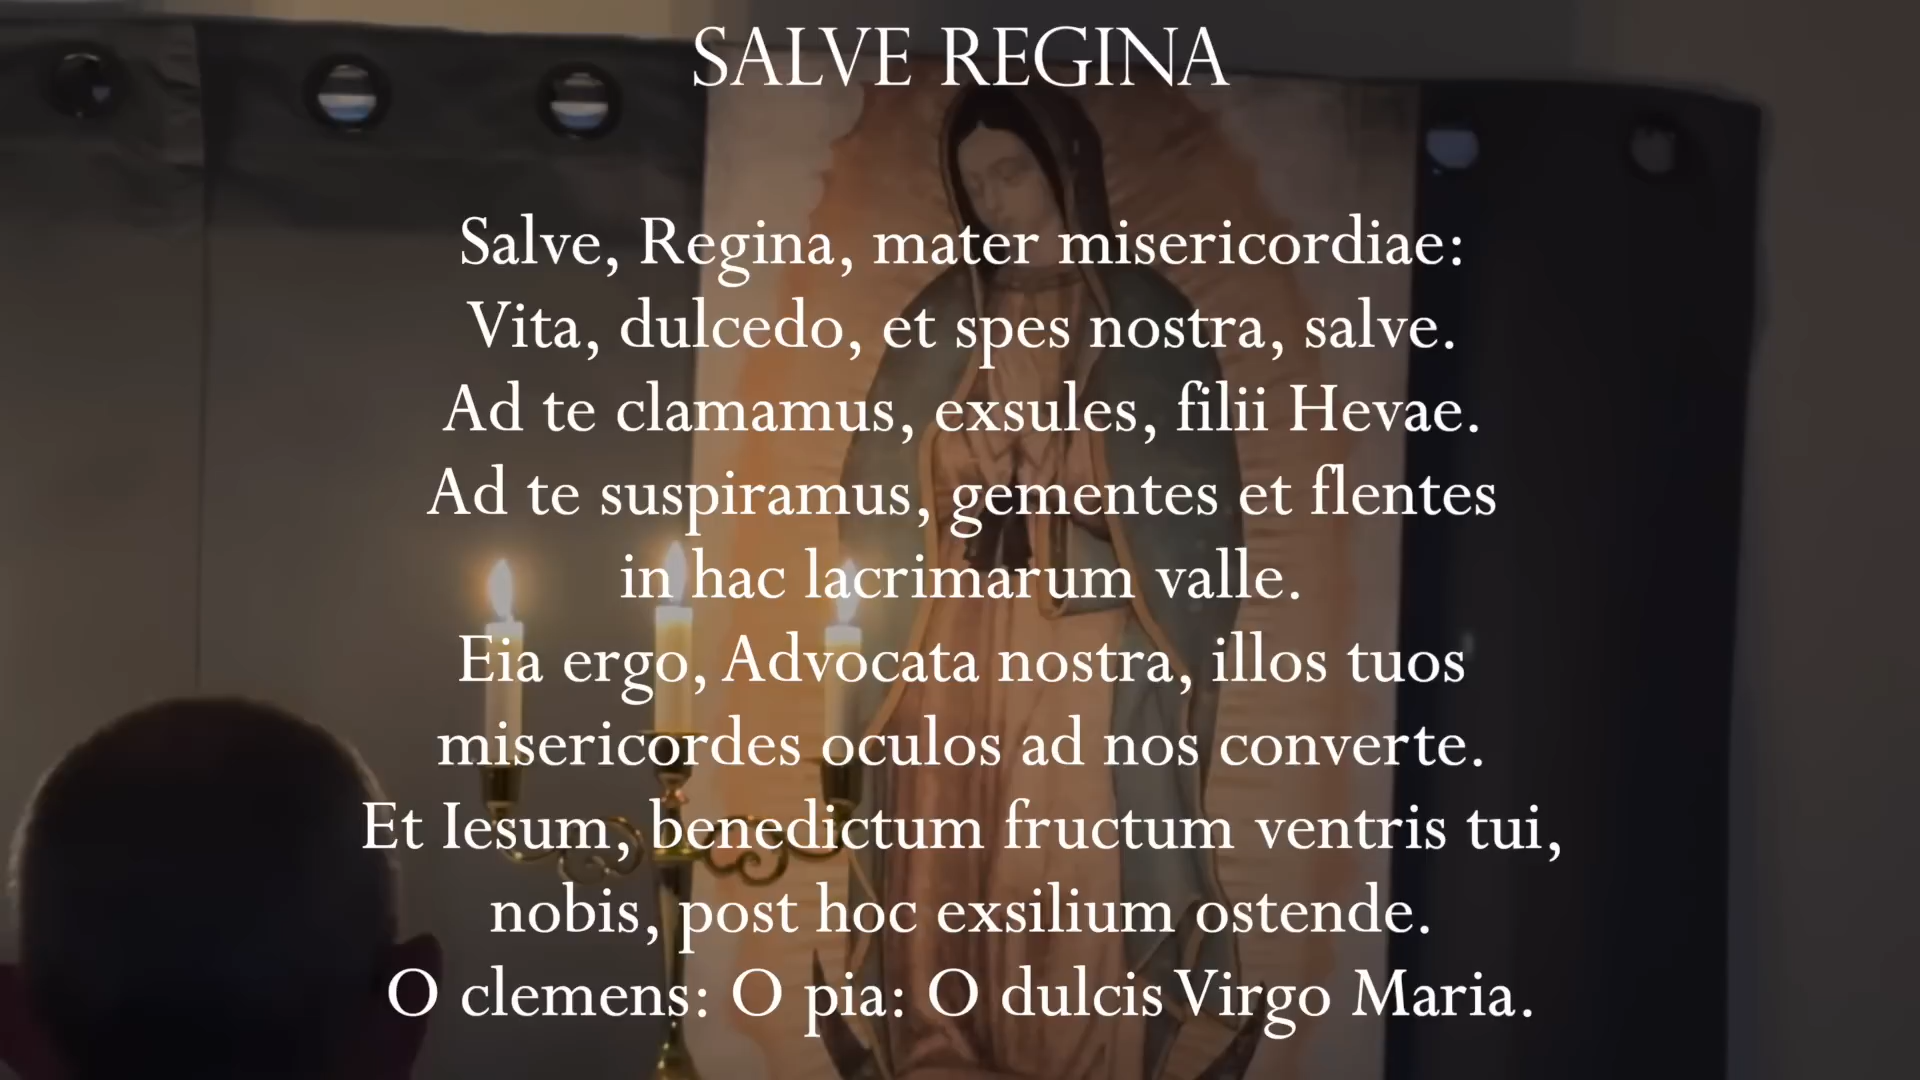 SALVE REGINA
Salve, Regina, mater misericordiae:
Vita, dulcedo, et spes nostra, salve.
Ad te clamamus, exsules, filii Hevae.
Ad te suspiramus, gementes et flentes
in hac lacrimarum valle.
Eia ergo, Advocata nostra, illos tuos
misericordes oculos ad nos converte.
Et Iesum, benedictum fructum ventris tui,
nobis, post hoc exsilium ostende.
O clemens: O pia: O dulcis Virgo Maria.